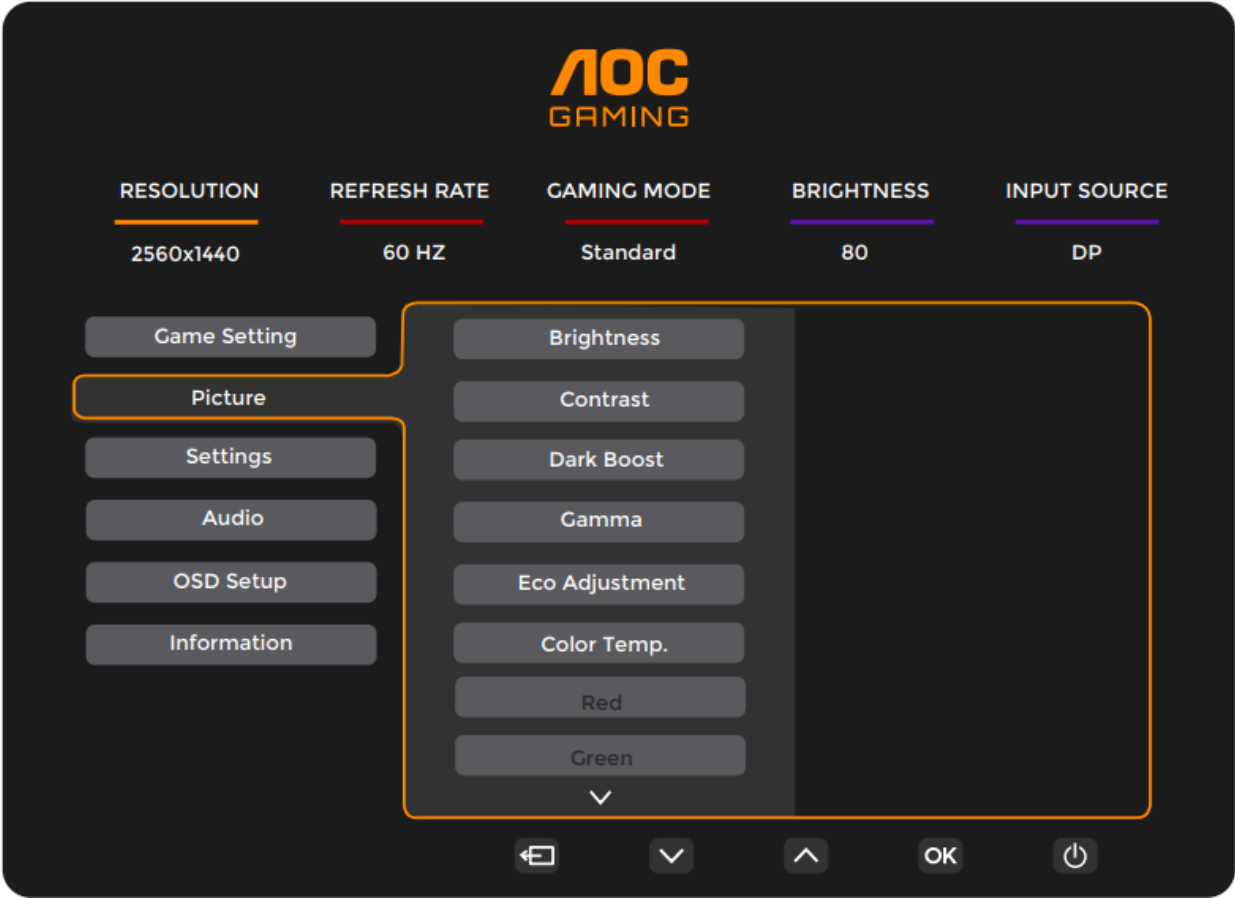 AOC
GAMING
RESOLUTION REFRESH RATE GAMING MODE BRIGHTNESS INPUT SOURCE
2560x1440 60 HZ Standard 80 DP
Game Setting
Picture
Settings
Audio
OSD Setup
Information
Brightness
Contrast
Dark Boost
Gamma
Eco Adjustment
Color Temp.
Red
Green
OK